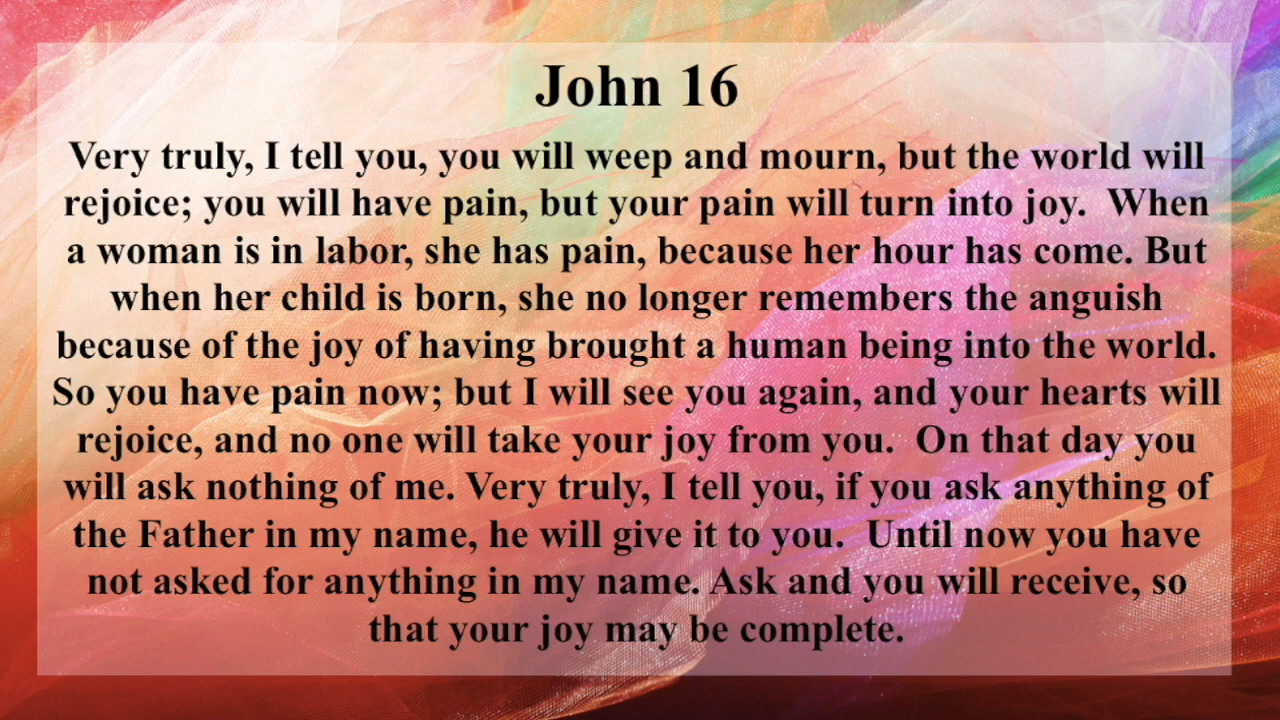 John 16
Very truly, I tell you, you will weep and mourn, but the world will
rejoice; you will have pain, but your pain will turn into joy.  When
a woman is in labor, she has pain, because her hour has come. But
when her child is born, she no longer remembers the anguish
because of the joy of having brought a human being into the world.
So you have pain now; but I will see you again, and your hearts will
rejoice, and no one will take your joy from you.  On that day you
will ask nothing of me. Very truly, I tell you, if you ask anything of
the Father in my name, he will give it to you.  Until now you have
not asked for anything in my name. Ask and you will receive, so
that your joy may be complete.